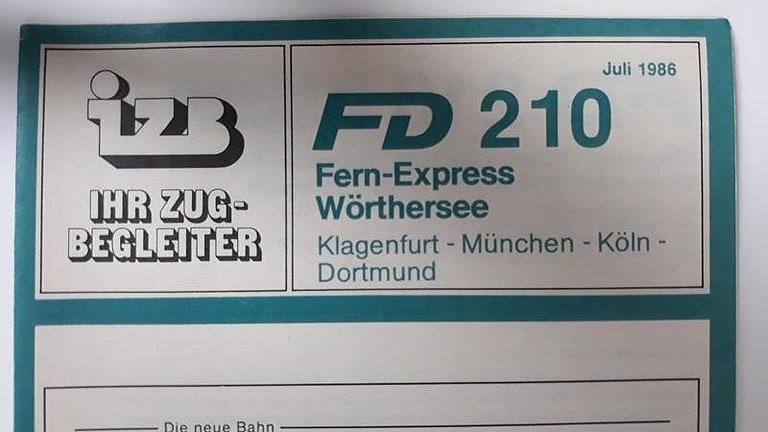 izb
IHR ZUG-
BEGLEITER
Juli 1986
FD 210
Fern-Express
Wörthersee
Klagenfurt - München - Köln -
Dortmund
Die neue Bahn